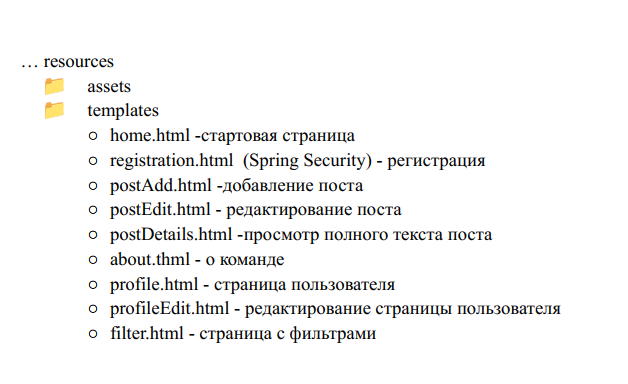 … resources
assets
templates
○ home.html -стартовая страница
○ registration.html (Spring Security) - регистрация
○ postAdd.html -добавление поста
○ postEdit.html - редактирование поста
○ postDetails.html -просмотр полного текста поста
○ about.thml - о команде
○ profile.html - страница пользователя
○ profileEdit.html - редактирование страницы пользователя
○ filter.html - страница с фильтрами